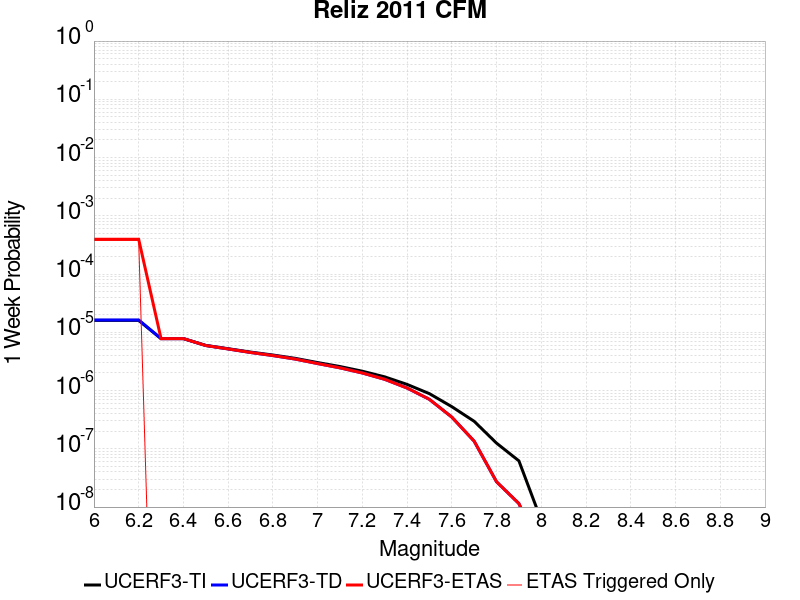 Reliz 2011 CFM
10^0
10^-1
10^-2
10^-3
10^-4
10^-5
10^-6
10^-7
10^-8
1 Week Probability
6 6.2 6.4 6.6 6.8 7 7.2 7.4 7.6 7.8 8 8.2 8.4 8.6 8.8 9
Magnitude
UCERF3-TI UCERF3-TD UCERF3-ETAS ETAS Triggered Only